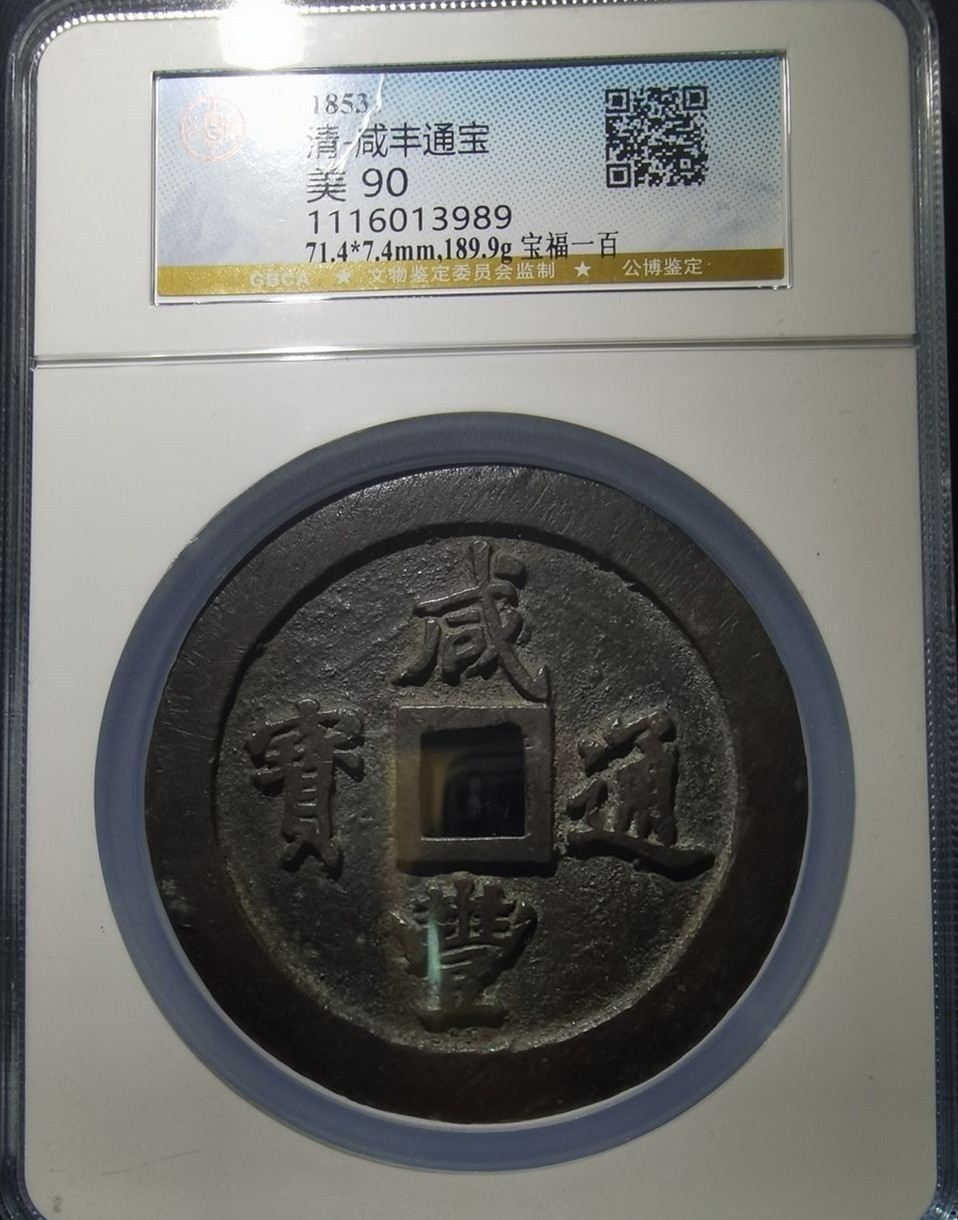 1853
清-咸丰通宝
美 90
1116013989
71.4*7.4mm,189.9g 宝福一百
GBCA ★ 文物鉴定委员会监制 ★ 公博鉴定
咸
寶 通
豐
2